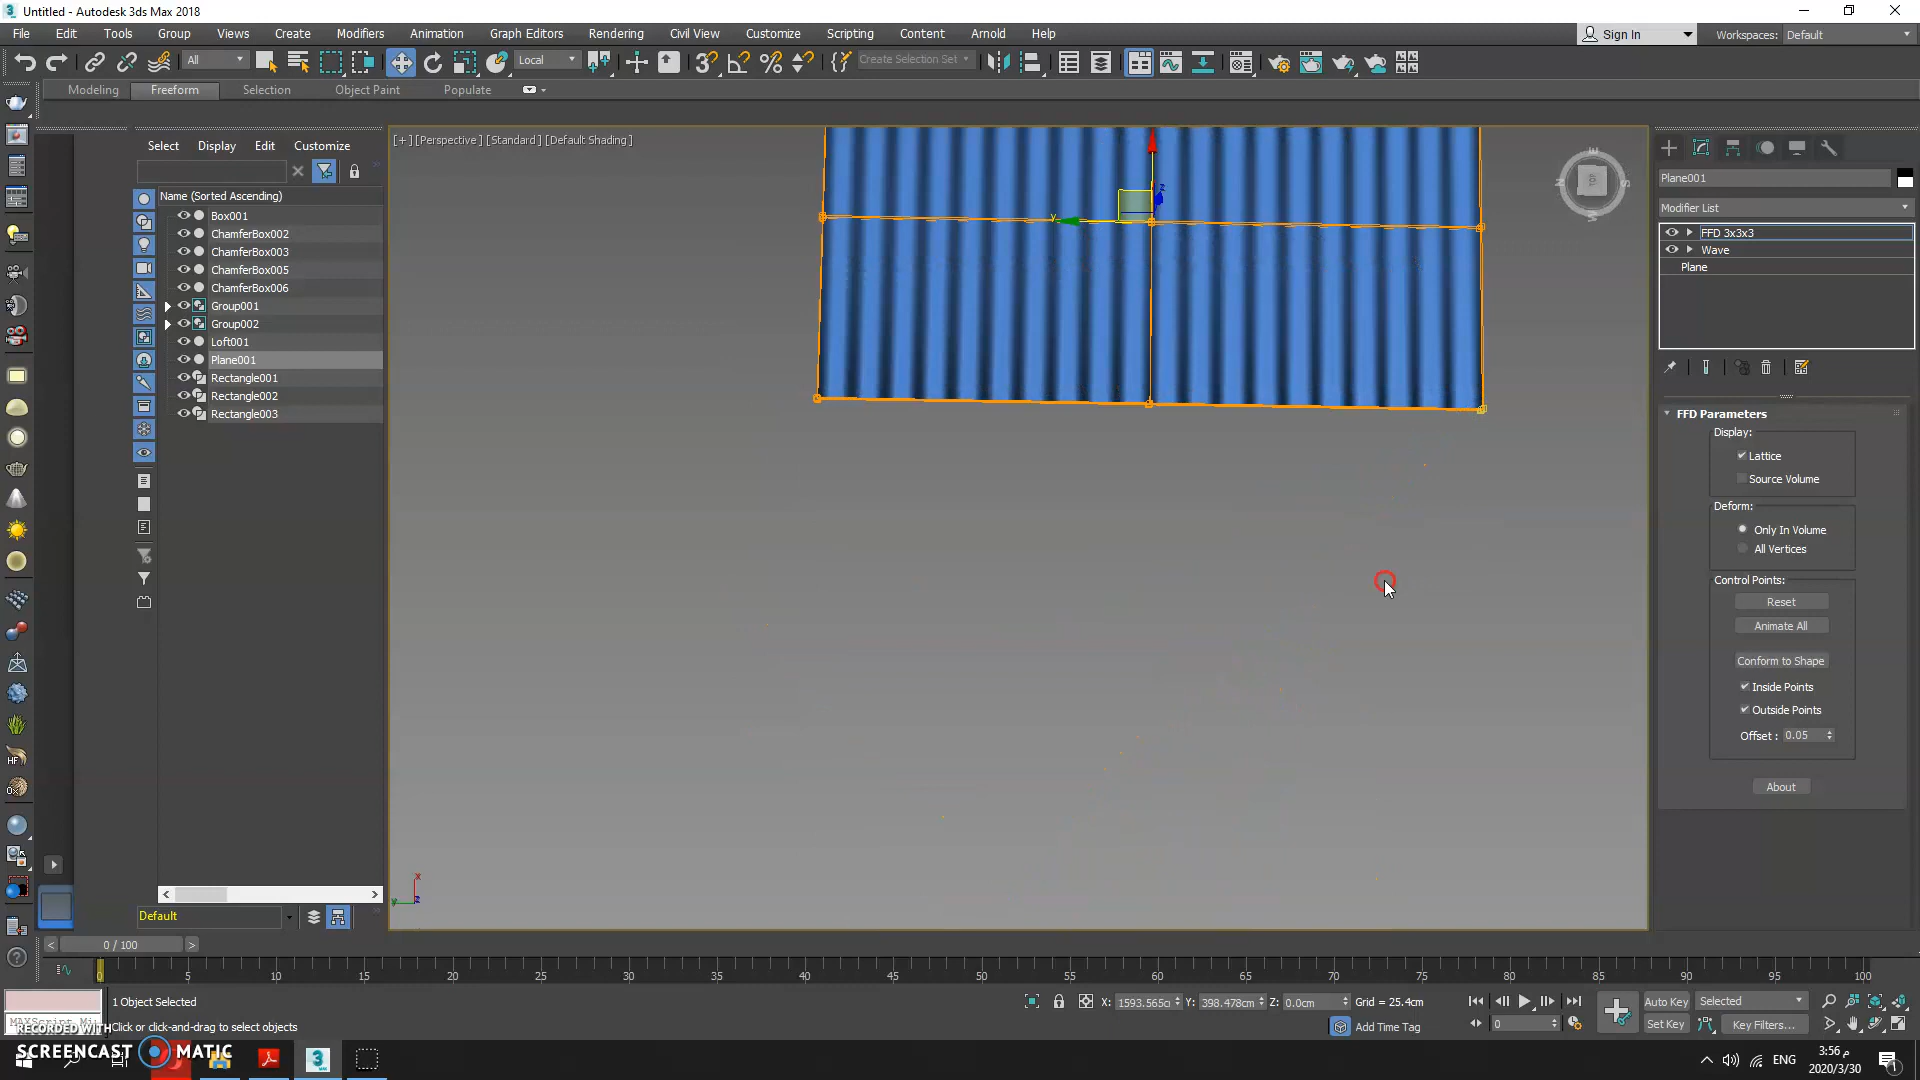 Untitled - Autodesk 3ds Max 2018
File Edit Tools Group Views Create Modifiers Animation Graph Editors Rendering Civil View Customize Scripting Content Arnold Help
Sign In
Workspaces: Default
All
Local
Create Selection Set
Modeling Freeform Selection Object Paint Populate
Select Display Edit Customize
Name (Sorted Ascending)
Box001
ChamferBox002
ChamferBox003
ChamferBox005
ChamferBox006
Group001
Group002
Loft001
Plane001
Rectangle001
Rectangle002
Rectangle003
Default
[+] [Perspective] [Standard] [Default Shading]
y
z
TOP
x
y
z
Plane001
Modifier List
FFD 3x3x3
Wave
Plane
FFD Parameters
Display:
Lattice
Source Volume
Deform:
Only In Volume
All Vertices
Control Points:
Reset
Animate All
Conform to Shape
Inside Points
Outside Points
Offset : 0.05
About
0 / 100
0 5 10 15 20 25 30 35 40 45 50 55 60 65 70 75 80 85 90 95 100
1 Object Selected
Click or click-and-drag to select objects
X: 1593.565cm Y: 398.478cm Z: 0.0cm Grid = 25.4cm
Add Time Tag
0
Auto Key Selected
Set Key Key Filters...
RECORDED WITH
SCREENCAST MATIC
ENG
3:56 م
2020/3/30
1